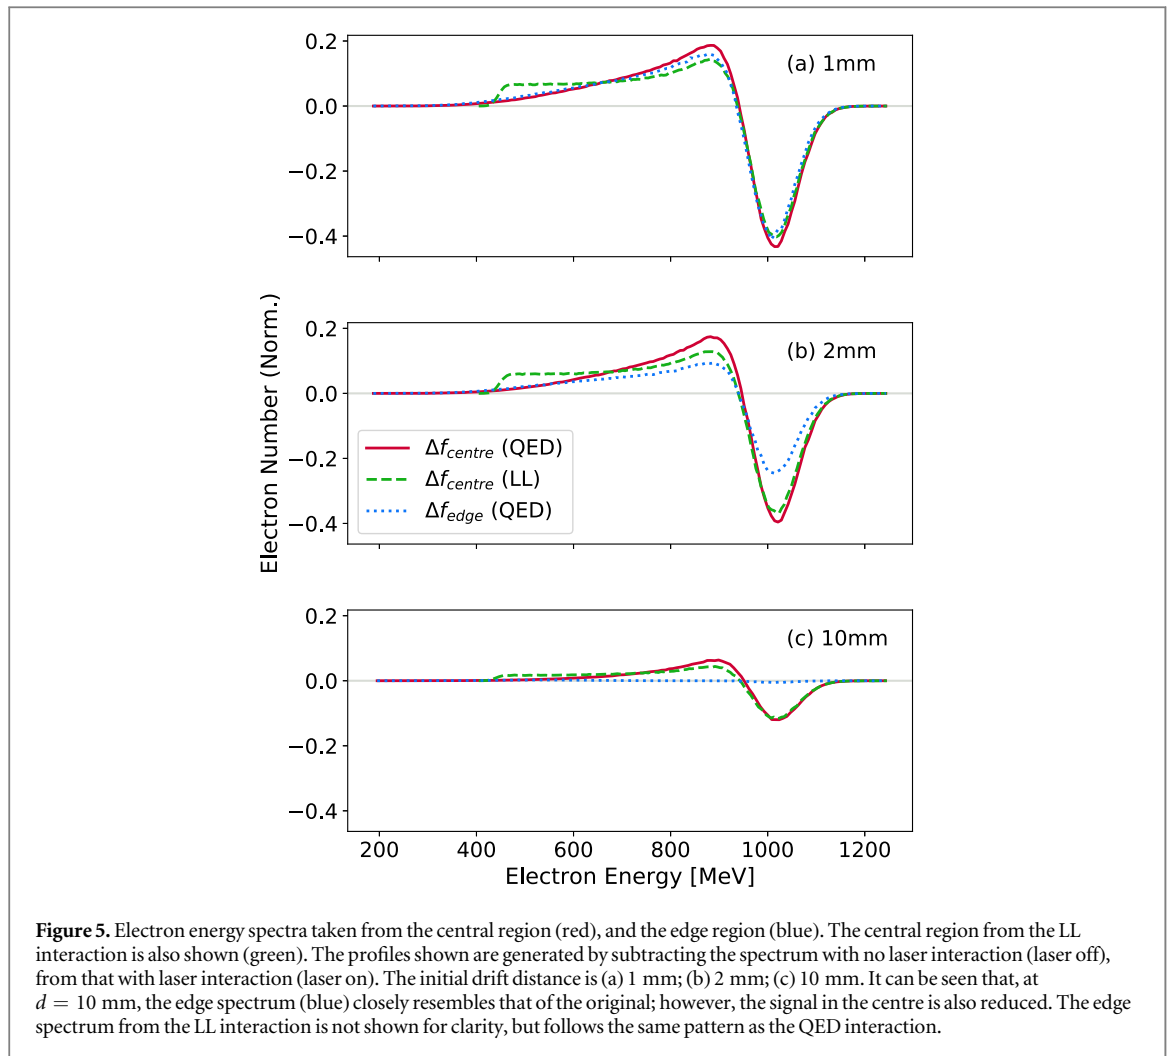 0.2
(a) 1mm
0.0
−0.2
−0.4
0.2
(b) 2mm
0.0
Δf_centre (QED)
Δf_centre (LL)
Δf_edge (QED)
−0.2
−0.4
Electron Number (Norm.)
0.2
(c) 10mm
0.0
−0.2
−0.4
200 400 600 800 1000 1200
Electron Energy [MeV]
Figure 5. Electron energy spectra taken from the central region (red), and the edge region (blue). The central region from the LL
interaction is also shown (green). The profiles shown are generated by subtracting the spectrum with no laser interaction (laser off),
from that with laser interaction (laser on). The initial drift distance is (a) 1 mm; (b) 2 mm; (c) 10 mm. It can be seen that, at
d = 10 mm, the edge spectrum (blue) closely resembles that of the original; however, the signal in the centre is also reduced. The edge
spectrum from the LL interaction is not shown for clarity, but follows the same pattern as the QED interaction.